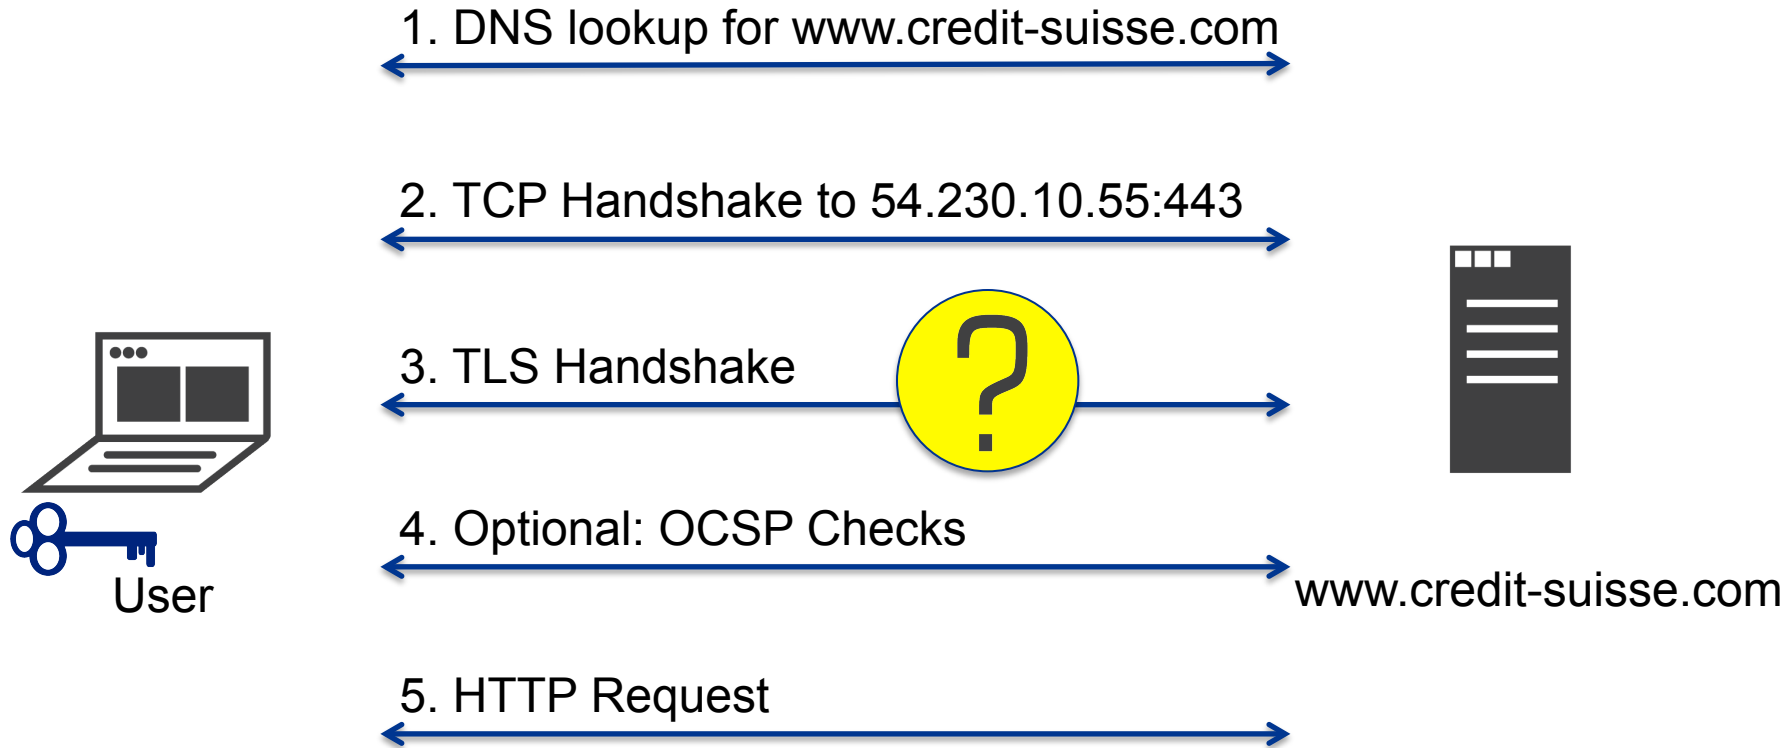 1. DNS lookup for www.credit-suisse.com
2. TCP Handshake to 54.230.10.55:443
3. TLS Handshake
?
4. Optional: OCSP Checks
User
www.credit-suisse.com
5. HTTP Request